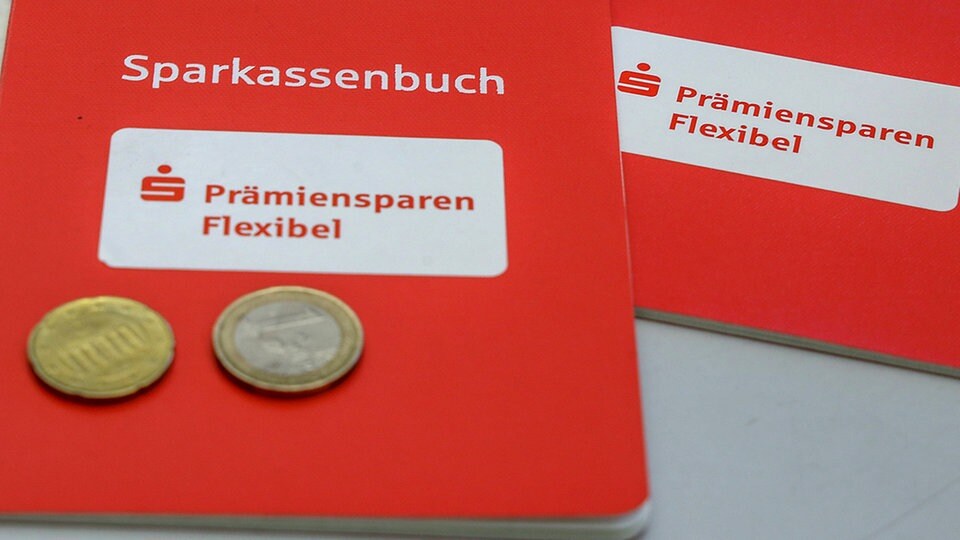 Sparkassenbuch
Prämiensparen
Flexibel
Prämiensparen
Flexibel